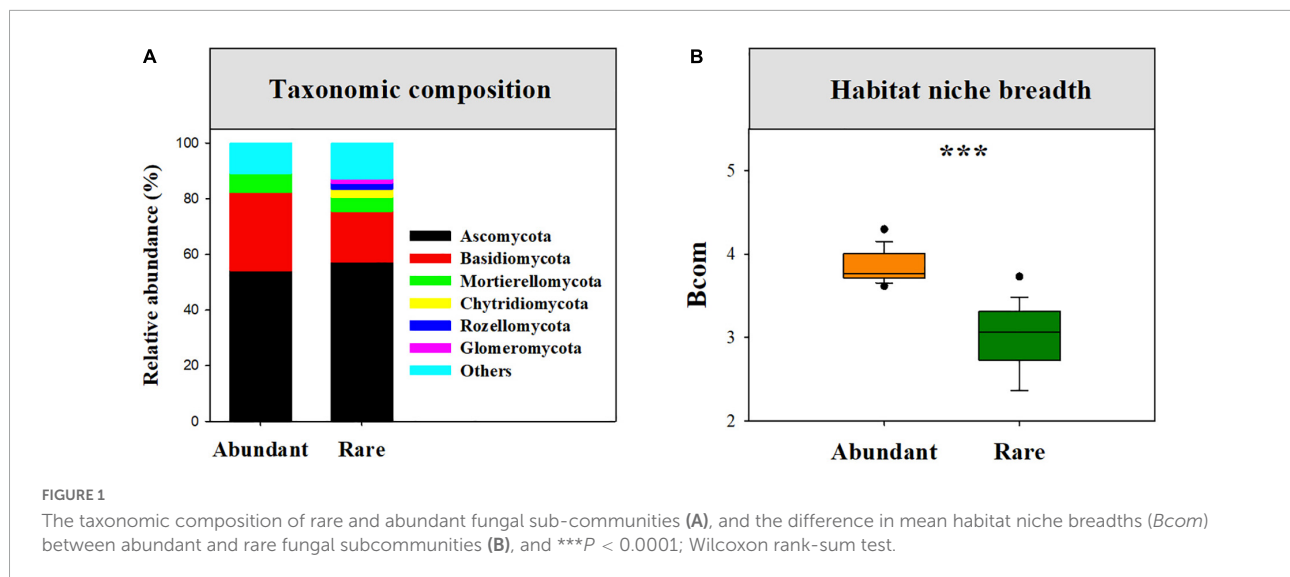 A
Taxonomic composition
Relative abundance (%)
100
80
60
40
20
0
Abundant Rare
Ascomycota
Basidiomycota
Mortierellomycota
Chytridiomycota
Rozellomycota
Glomeromycota
Others
B
Habitat niche breadth
***
Bcom
5
4
3
2
Abundant Rare
FIGURE 1
The taxonomic composition of rare and abundant fungal sub-communities (A), and the difference in mean habitat niche breadths (Bcom)
between abundant and rare fungal subcommunities (B), and ***P < 0.0001; Wilcoxon rank-sum test.